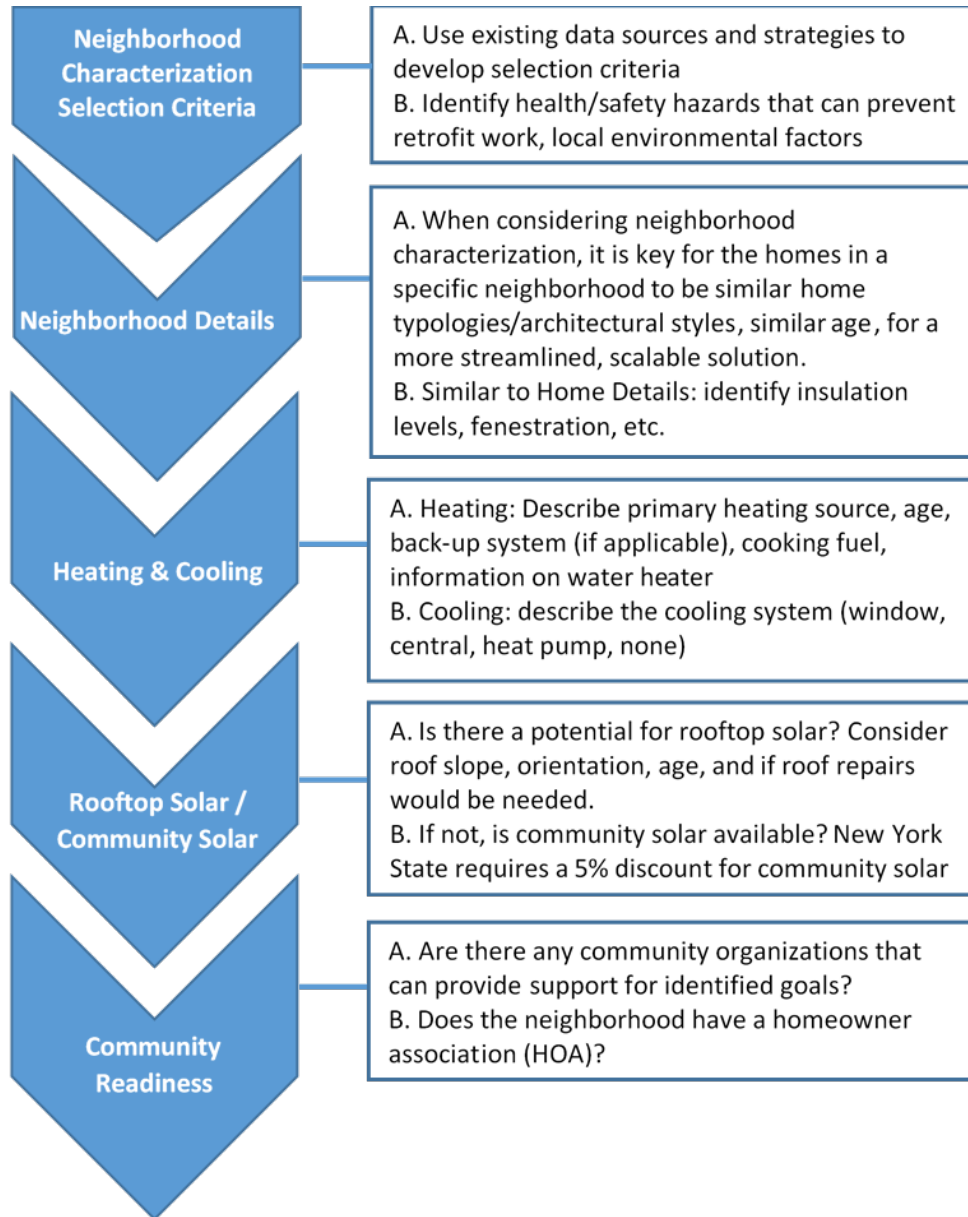 Neighborhood
Characterization
Selection Criteria
A. Use existing data sources and strategies to
develop selection criteria
B. Identify health/safety hazards that can prevent
retrofit work, local environmental factors
Neighborhood Details
A. When considering neighborhood
characterization, it is key for the homes in a
specific neighborhood to be similar home
typologies/architectural styles, similar age, for a
more streamlined, scalable solution.
B. Similar to Home Details: identify insulation
levels, fenestration, etc.
Heating & Cooling
A. Heating: Describe primary heating source, age,
back-up system (if applicable), cooking fuel,
information on water heater
B. Cooling: describe the cooling system (window,
central, heat pump, none)
Rooftop Solar /
Community Solar
A. Is there a potential for rooftop solar? Consider
roof slope, orientation, age, and if roof repairs
would be needed.
B. If not, is community solar available? New York
State requires a 5% discount for community solar
Community
Readiness
A. Are there any community organizations that
can provide support for identified goals?
B. Does the neighborhood have a homeowner
association (HOA)?